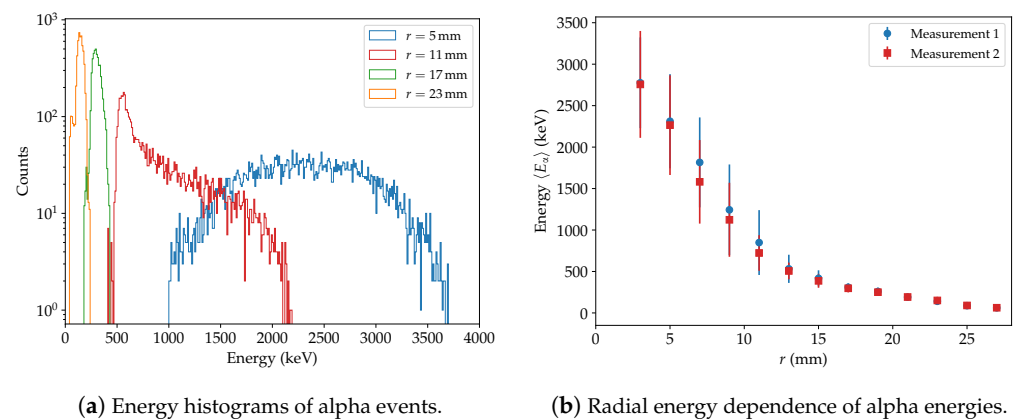 10³
10²
10¹
10⁰
Counts
0 500 1000 1500 2000 2500 3000 3500 4000
Energy (keV)
r = 5 mm
r = 11 mm
r = 17 mm
r = 23 mm
(a) Energy histograms of alpha events.
3500
3000
2500
2000
1500
1000
500
0
Energy ⟨Eα⟩ (keV)
0 5 10 15 20 25
r (mm)
Measurement 1
Measurement 2
(b) Radial energy dependence of alpha energies.